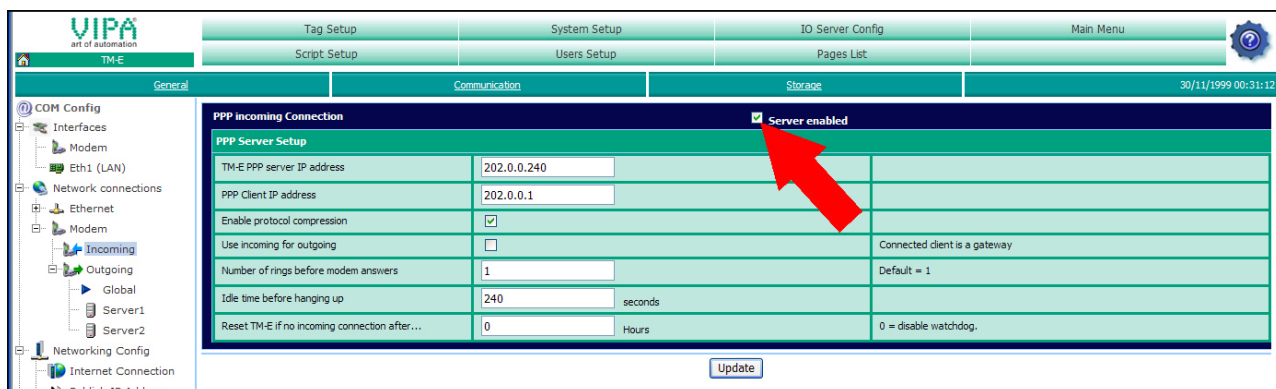 VIPA
art of automation
TM-E
Tag Setup
System Setup
IO Server Config
Main Menu
Script Setup
Users Setup
Pages List
General
Communication
Storage
30/11/1999 00:31:12
COM Config
Interfaces
Modem
Eth1 (LAN)
Network connections
Ethernet
Modem
Incoming
Outgoing
Global
Server1
Server2
Networking Config
Internet Connection
PPP incoming Connection
Server enabled
PPP Server Setup
TM-E PPP server IP address 202.0.0.240
PPP Client IP address 202.0.0.1
Enable protocol compression
Use incoming for outgoing Connected client is a gateway
Number of rings before modem answers 1 Default = 1
Idle time before hanging up 240 seconds
Reset TM-E if no incoming connection after... 0 Hours 0 = disable watchdog.
Update